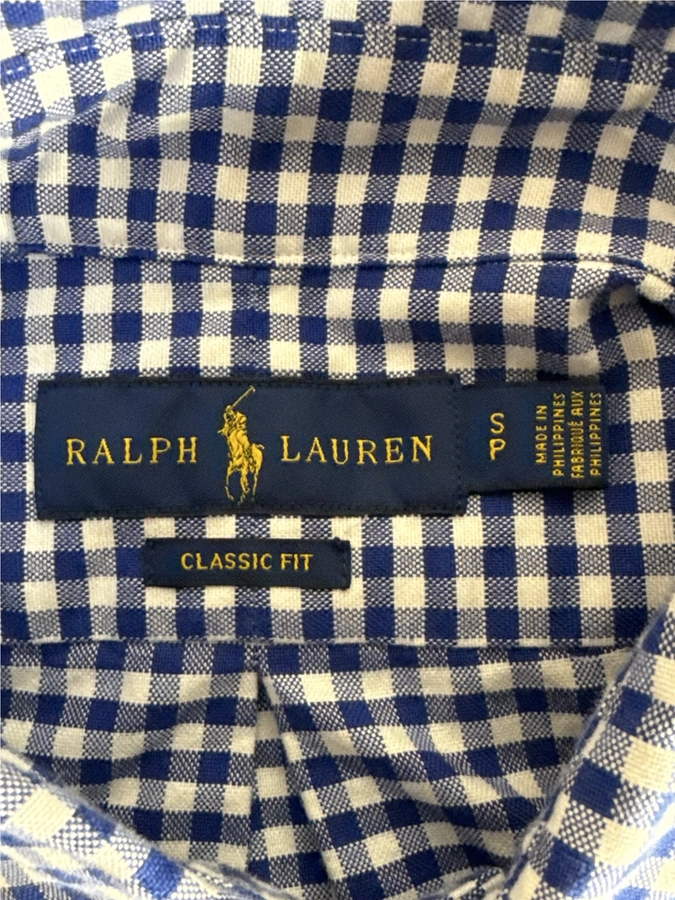 RALPH LAUREN
S
P
MADE IN
PHILIPPINES
FABRIQUÉ AUX
PHILIPPINES
CLASSIC FIT